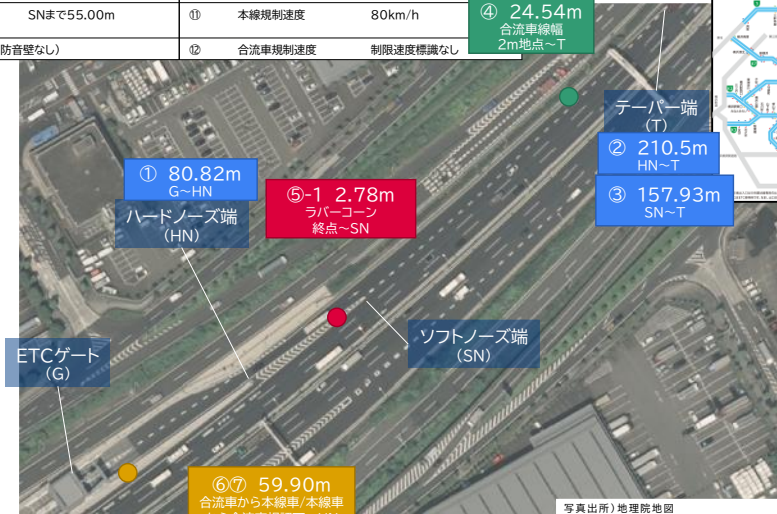 SNまで55.00m
⑪ 本線規制速度 80km/h
防音壁なし)
⑫ 合流車規制速度 制限速度標識なし
④ 24.54m
合流車線幅
2m地点～T
テーパー端
(T)
② 210.5m
HN～T
③ 157.93m
SN～T
① 80.82m
G～HN
ハードノーズ端
(HN)
⑤-1 2.78m
ラバーコーン
終点～SN
ソフトノーズ端
(SN)
ETCゲート
(G)
⑥⑦ 59.90m
合流車から本線車/本線車
写真出所)地理院地図